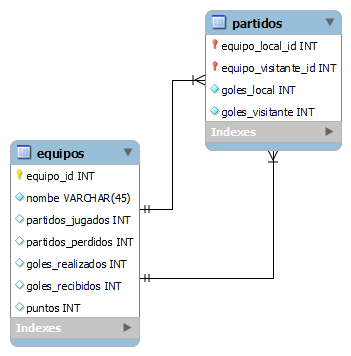 partidos
equipo_local_id INT
equipo_visitante_id INT
goles_local INT
goles_visitante INT
Indexes
equipos
equipo_id INT
nombe VARCHAR(45)
partidos_jugados INT
partidos_perdidos INT
goles_realizados INT
goles_recibidos INT
puntos INT
Indexes